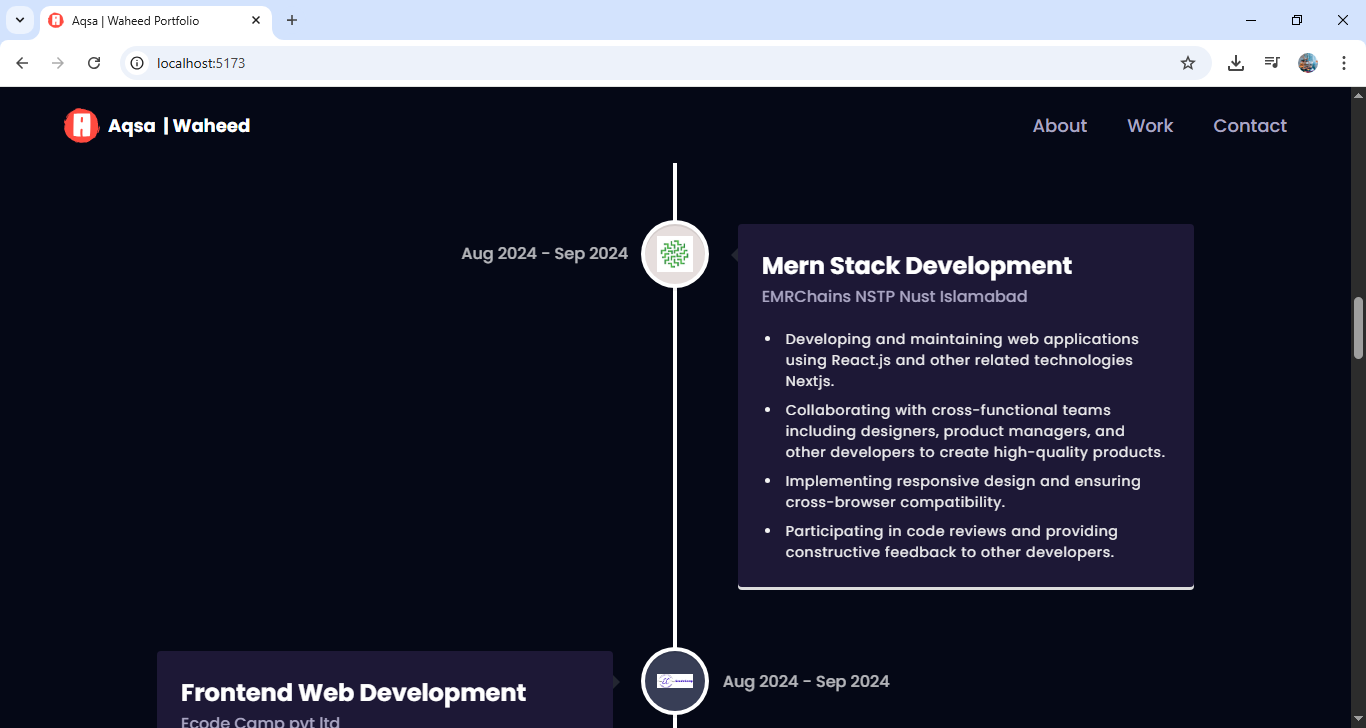 Aqsa | Waheed Portfolio
localhost:5173
Aqsa | Waheed
About Work Contact
Aug 2024 - Sep 2024
Mern Stack Development
EMRChains NSTP Nust Islamabad
Developing and maintaining web applications
using React.js and other related technologies
Nextjs.
Collaborating with cross-functional teams
including designers, product managers, and
other developers to create high-quality products.
Implementing responsive design and ensuring
cross-browser compatibility.
Participating in code reviews and providing
constructive feedback to other developers.
Frontend Web Development
Ecode Camp pvt ltd
Aug 2024 - Sep 2024